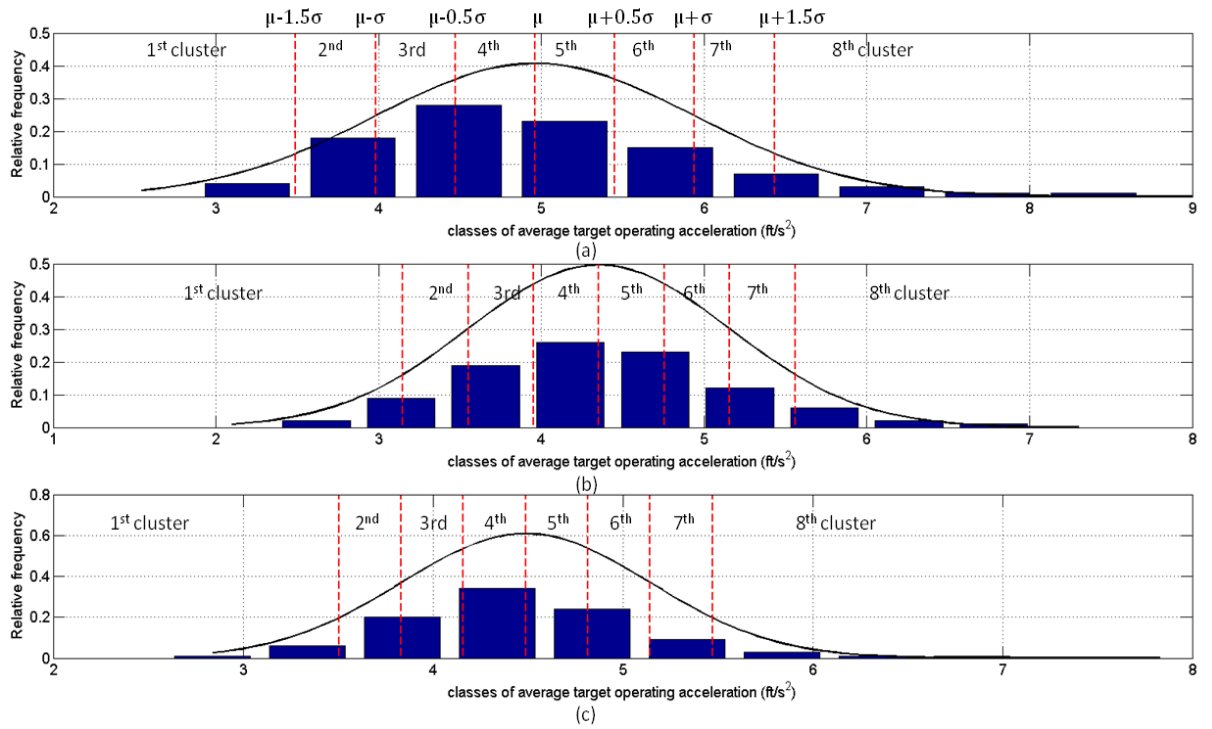 μ-1.5σ μ-σ μ-0.5σ μ μ+0.5σ μ+σ μ+1.5σ
0.5
1st cluster 2nd 3rd 4th 5th 6th 7th 8th cluster
0.4
0.3
0.2
0.1
0
Relative frequency
2 3 4 5 6 7 8 9
classes of average target operating acceleration (ft/s2)
(a)
0.5
1st cluster 2nd 3rd 4th 5th 6th 7th 8th cluster
0.4
0.3
0.2
0.1
0
Relative frequency
1 2 3 4 5 6 7 8
classes of average target operating acceleration (ft/s2)
(b)
0.8
1st cluster 2nd 3rd 4th 5th 6th 7th 8th cluster
0.6
0.4
0.2
0
Relative frequency
2 3 4 5 6 7 8
classes of average target operating acceleration (ft/s2)
(c)